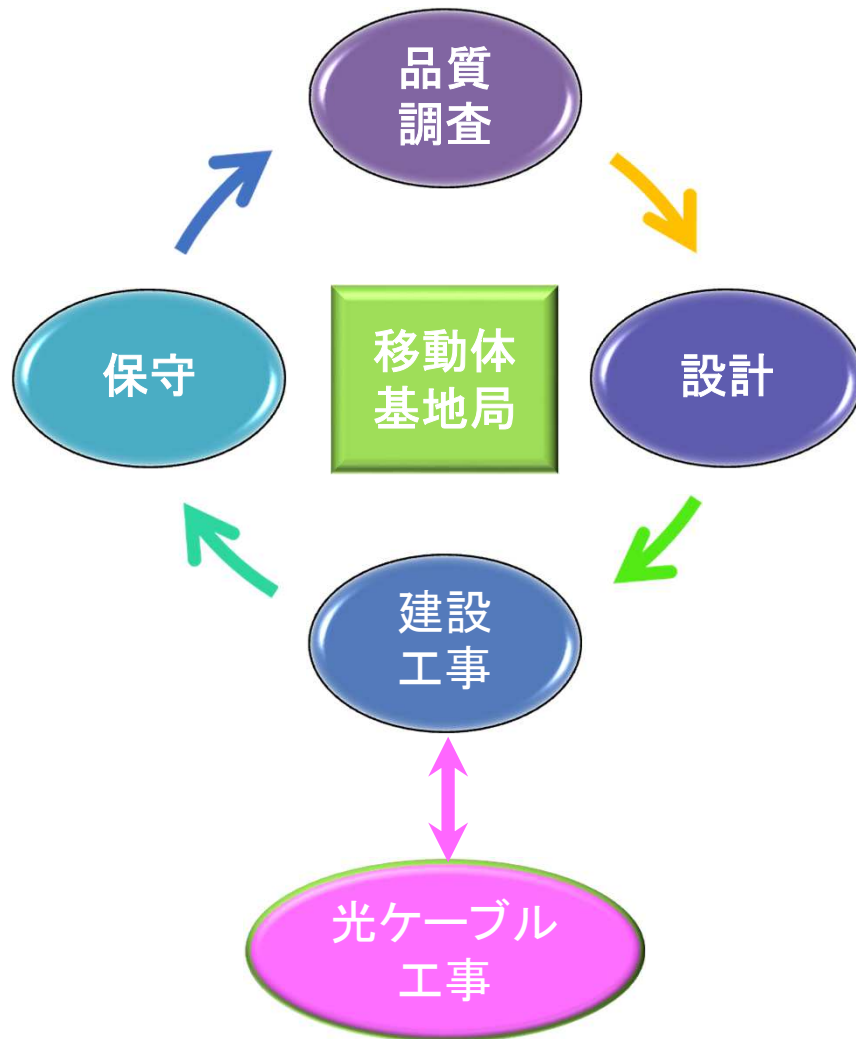 品質
調査
保守
移動体
基地局
設計
建設
工事
光ケーブル
工事